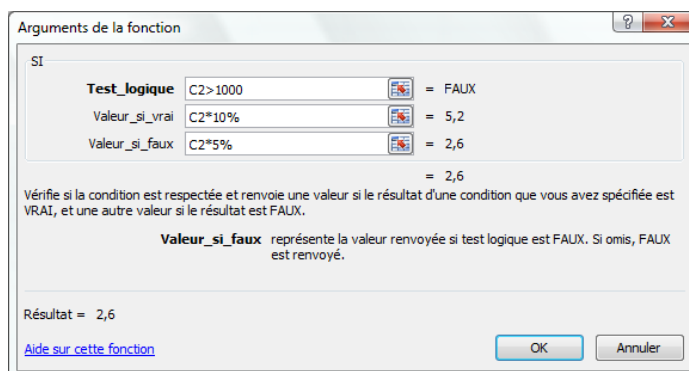 Arguments de la fonction
SI
Test_logique C2>1000 = FAUX
Valeur_si_vrai C2*10% = 5,2
Valeur_si_faux C2*5% = 2,6
= 2,6
Vérifie si la condition est respectée et renvoie une valeur si le résultat d'une condition que vous avez spécifiée est
VRAI, et une autre valeur si le résultat est FAUX.
Valeur_si_faux représente la valeur renvoyée si test logique est FAUX. Si omis, FAUX
est renvoyé.
Résultat = 2,6
Aide sur cette fonction OK Annuler